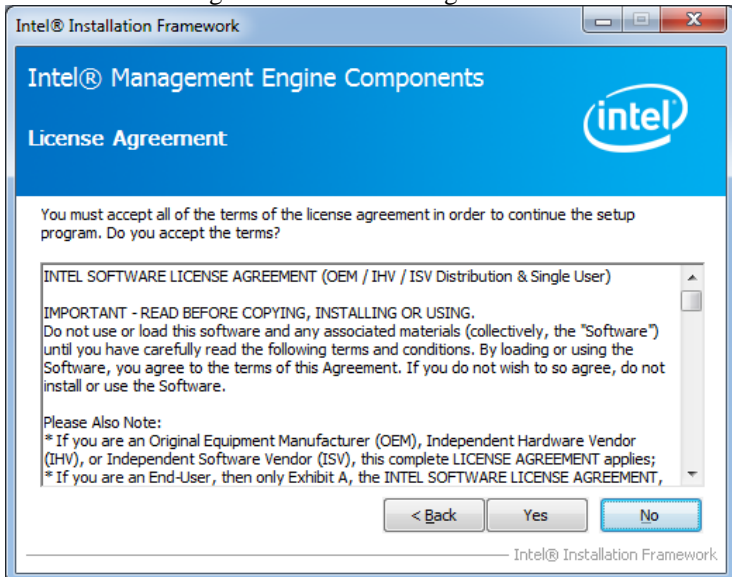 Intel® Installation Framework
Intel® Management Engine Components
intel
License Agreement
You must accept all of the terms of the license agreement in order to continue the setup
program. Do you accept the terms?
INTEL SOFTWARE LICENSE AGREEMENT (OEM / IHV / ISV Distribution & Single User)
IMPORTANT - READ BEFORE COPYING, INSTALLING OR USING.
Do not use or load this software and any associated materials (collectively, the "Software")
until you have carefully read the following terms and conditions. By loading or using the
Software, you agree to the terms of this Agreement. If you do not wish to so agree, do not
install or use the Software.
Please Also Note:
* If you are an Original Equipment Manufacturer (OEM), Independent Hardware Vendor
(IHV), or Independent Software Vendor (ISV), this complete LICENSE AGREEMENT applies;
* If you are an End-User, then only Exhibit A, the INTEL SOFTWARE LICENSE AGREEMENT,
< Back Yes No
Intel® Installation Framework